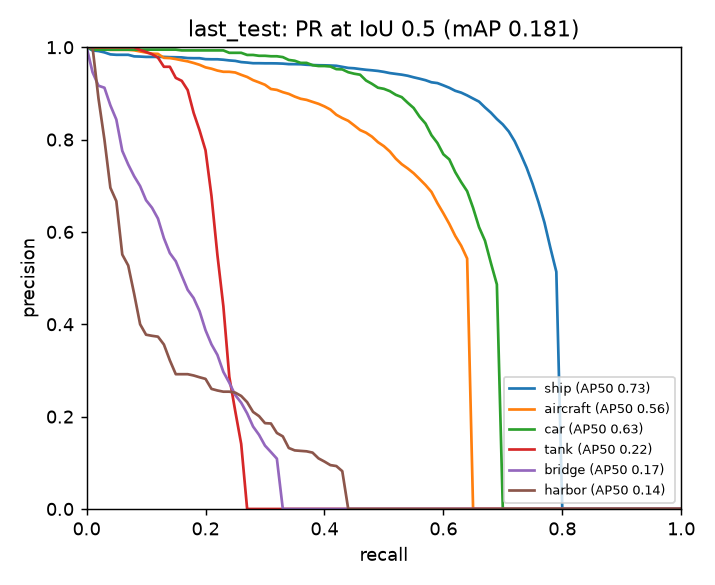 last_test: PR at IoU 0.5 (mAP 0.181)
precision
1.0
0.8
0.6
0.4
0.2
0.0
ship (AP50 0.73)
aircraft (AP50 0.56)
car (AP50 0.63)
tank (AP50 0.22)
bridge (AP50 0.17)
harbor (AP50 0.14)
0.0 0.2 0.4 0.6 0.8 1.0
recall